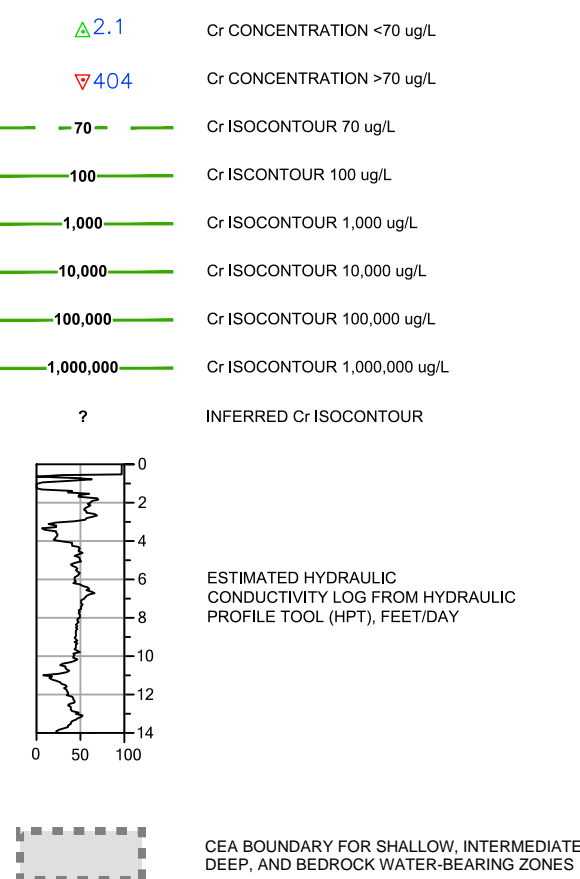 2.1 Cr CONCENTRATION <70 ug/L
404 Cr CONCENTRATION >70 ug/L
70 Cr ISOCONTOUR 70 ug/L
100 Cr ISCONTOUR 100 ug/L
1,000 Cr ISOCONTOUR 1,000 ug/L
10,000 Cr ISOCONTOUR 10,000 ug/L
100,000 Cr ISOCONTOUR 100,000 ug/L
1,000,000 Cr ISOCONTOUR 1,000,000 ug/L
? INFERRED Cr ISOCONTOUR
0
2
4
6
8
10
12
14
0 50 100
ESTIMATED HYDRAULIC
CONDUCTIVITY LOG FROM HYDRAULIC
PROFILE TOOL (HPT), FEET/DAY
CEA BOUNDARY FOR SHALLOW, INTERMEDIATE
DEEP, AND BEDROCK WATER-BEARING ZONES